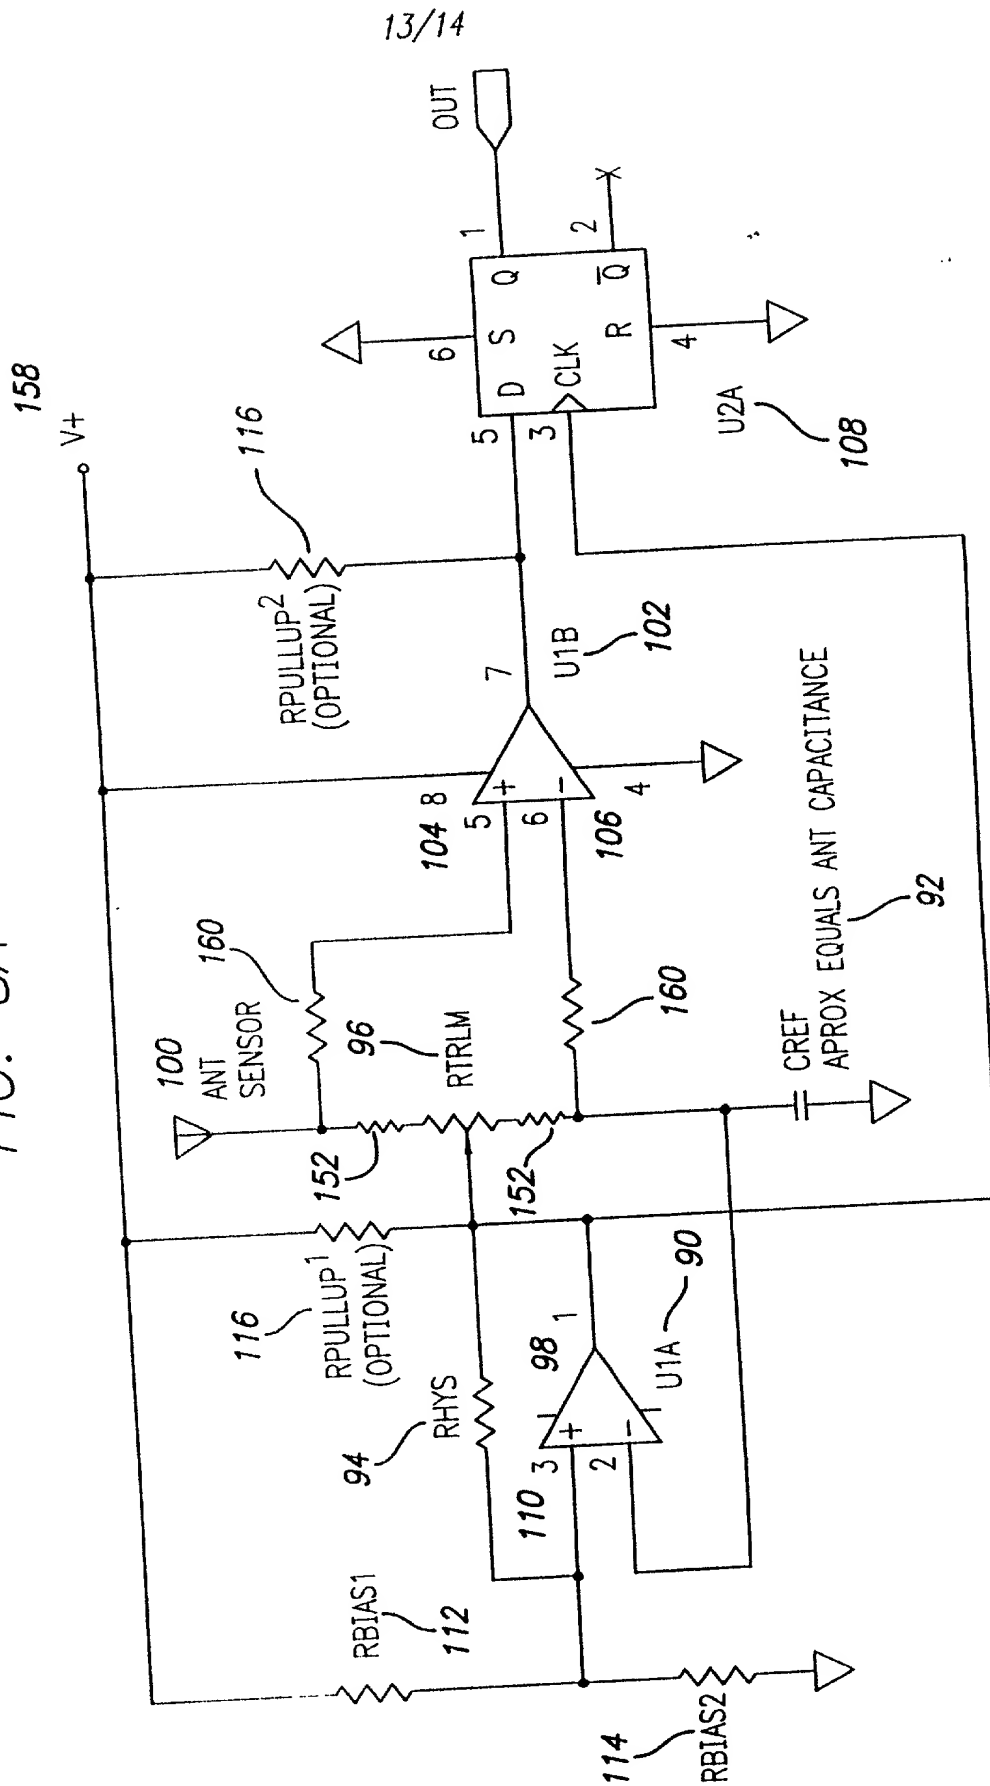 13/14
158
V+
OUT
1
2
Q
Q̅
S
R
D
CLK
6
4
5
3
U2A
108
116
RPULLUP2
(OPTIONAL)
7
U1B
102
8
104
5
+
6
−
4
106
160
100
ANT
SENSOR
96
RTRLM
160
152
152
CREF
APROX EQUALS ANT CAPACITANCE
92
116
RPULLUP1
(OPTIONAL)
94
RHYS
98
1
U1A
90
110
3
+
2
−
RBIAS1
112
114
RBIAS2